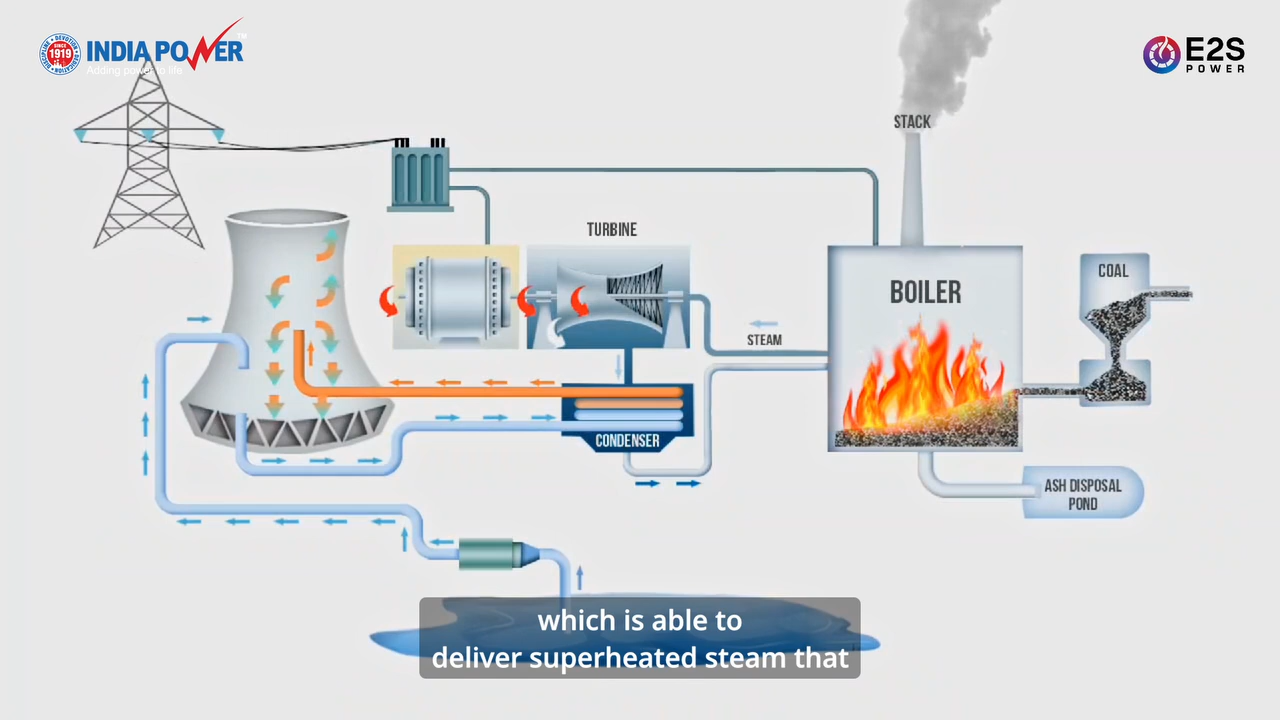 INDIA POWER
TM
SINCE
1919
Adding power to life
E2S
POWER
STACK
TURBINE
BOILER
COAL
STEAM
CONDENSER
ASH DISPOSAL
POND
which is able to
deliver superheated steam that